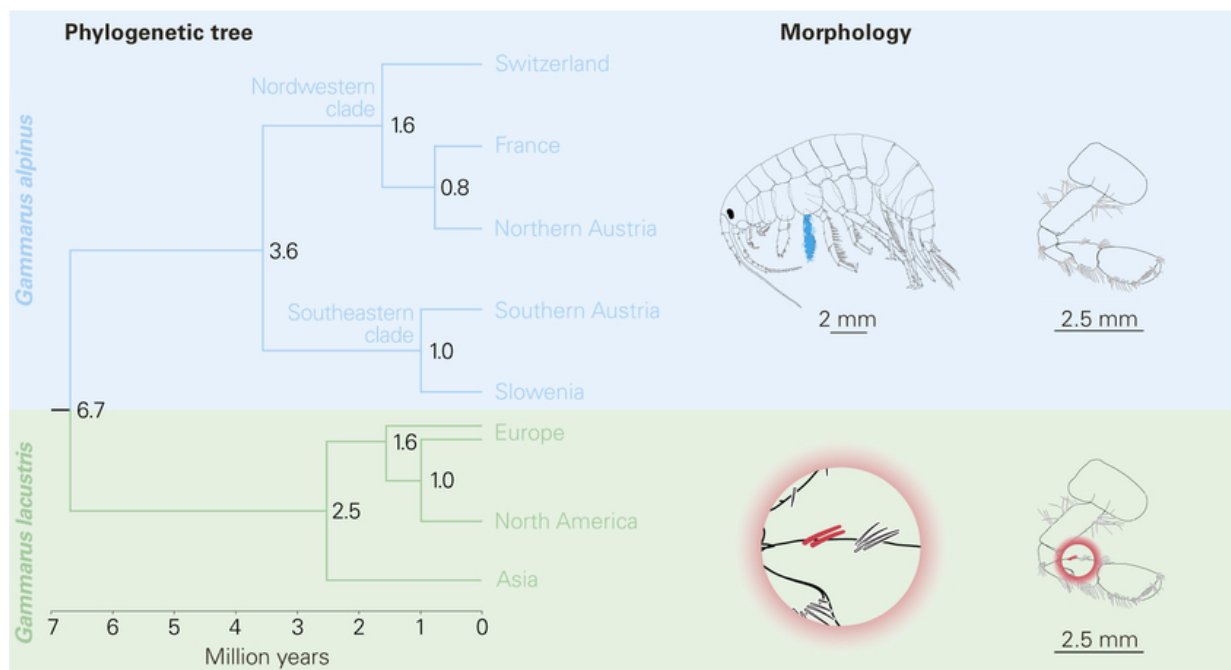 Phylogenetic tree
Morphology
Gammarus alpinus
Nordwestern
clade
Switzerland
1.6
France
0.8
Northern Austria
3.6
Southeastern
clade
Southern Austria
1.0
Slowenia
2 mm
2.5 mm
6.7
Gammarus lacustris
Europe
1.6
1.0
2.5
North America
Asia
7 6 5 4 3 2 1 0
Million years
2.5 mm